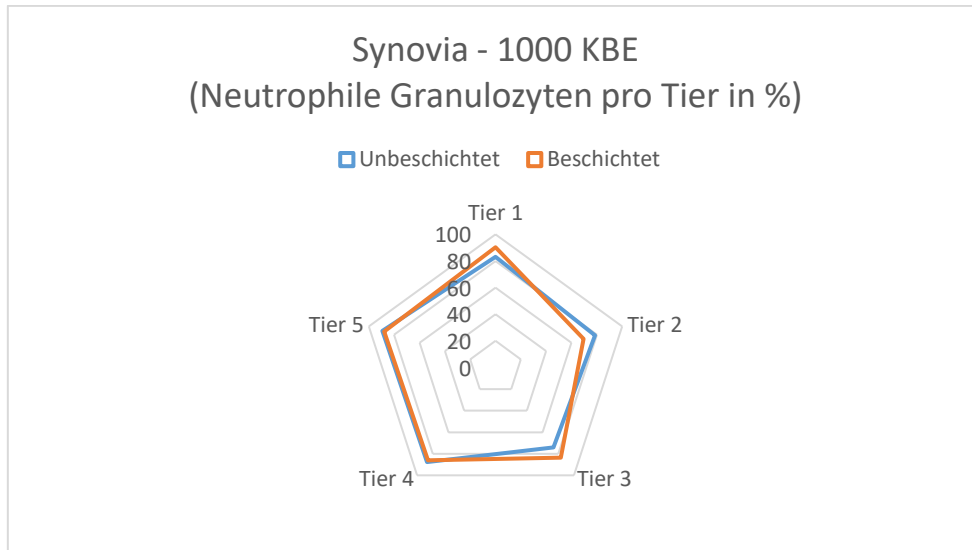 Synovia - 1000 KBE
(Neutrophile Granulozyten pro Tier in %)
Unbeschichtet Beschichtet
Tier 1
100
80
60
40
20
0
Tier 2
Tier 5
Tier 4
Tier 3